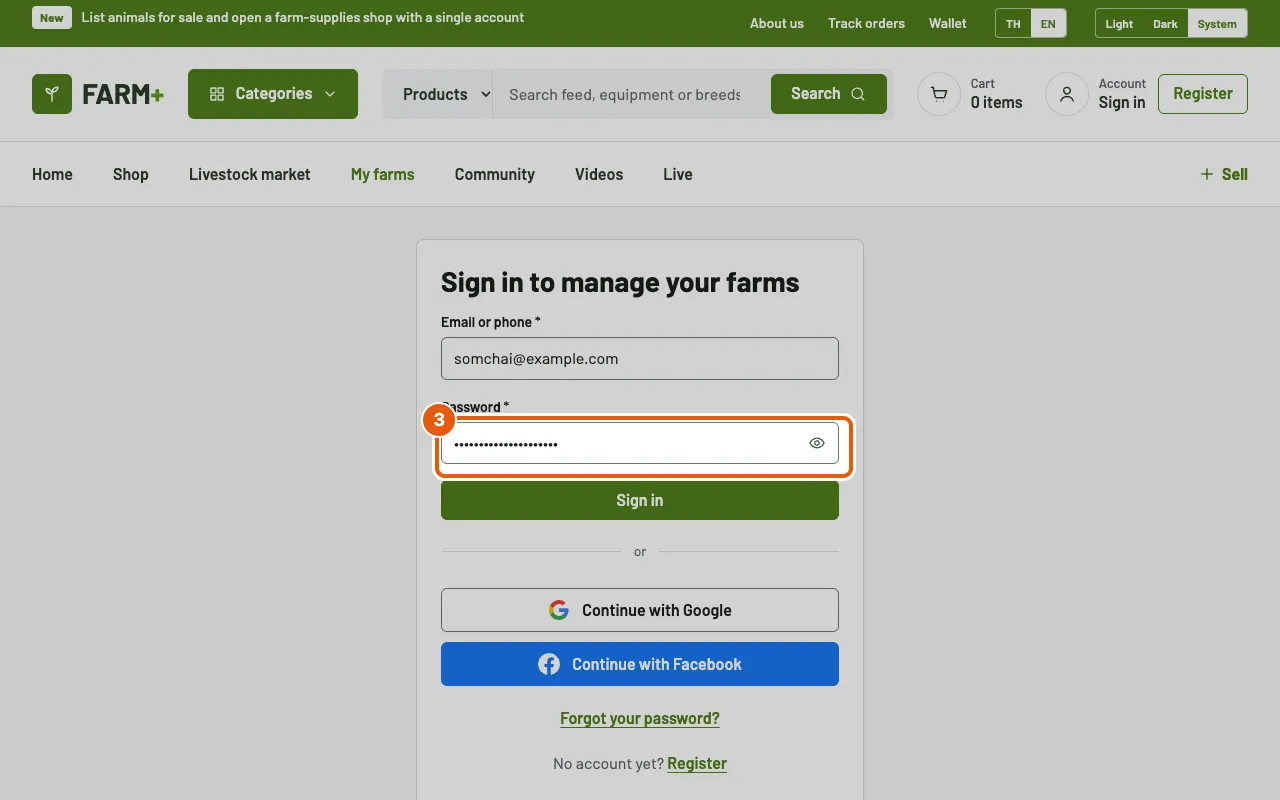 New List animals for sale and open a farm-supplies shop with a single account
About us Track orders Wallet TH EN Light Dark System
FARM+ Categories Products Search feed, equipment or breeds Search Cart 0 items Account Sign in Register
Home Shop Livestock market My farms Community Videos Live + Sell
Sign in to manage your farms
Email or phone *
somchai@example.com
Password *
3
•••••••••••••••••••••
Sign in
or
Continue with Google
Continue with Facebook
Forgot your password?
No account yet? Register